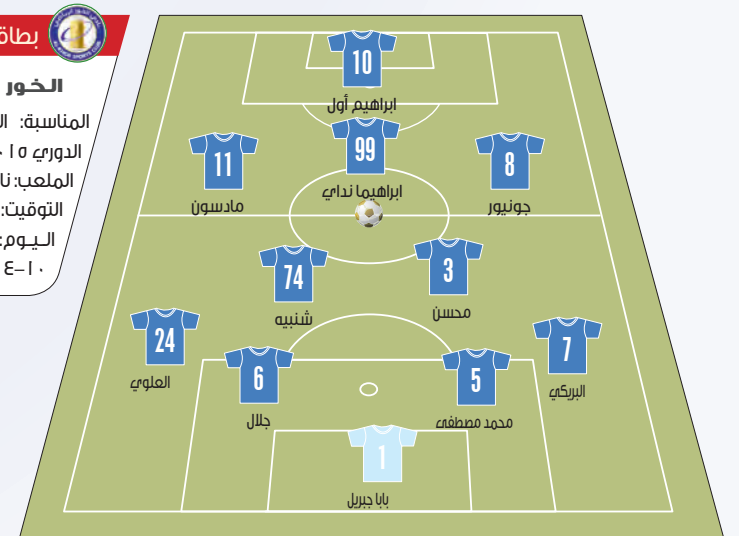 بطاق
الخور
المناسبة: ال
الدوري ١٥
الملعب: نا
التوقيت:
اليوم:
١٠-٤
10
ابراهيم أول
11
99
8
مادسون
ابراهيما نداي
جونيور
74
3
شنبيه
محسن
24
7
العلوي
البريكي
6
5
جلال
محمد مصطفى
1
بابا جبريل